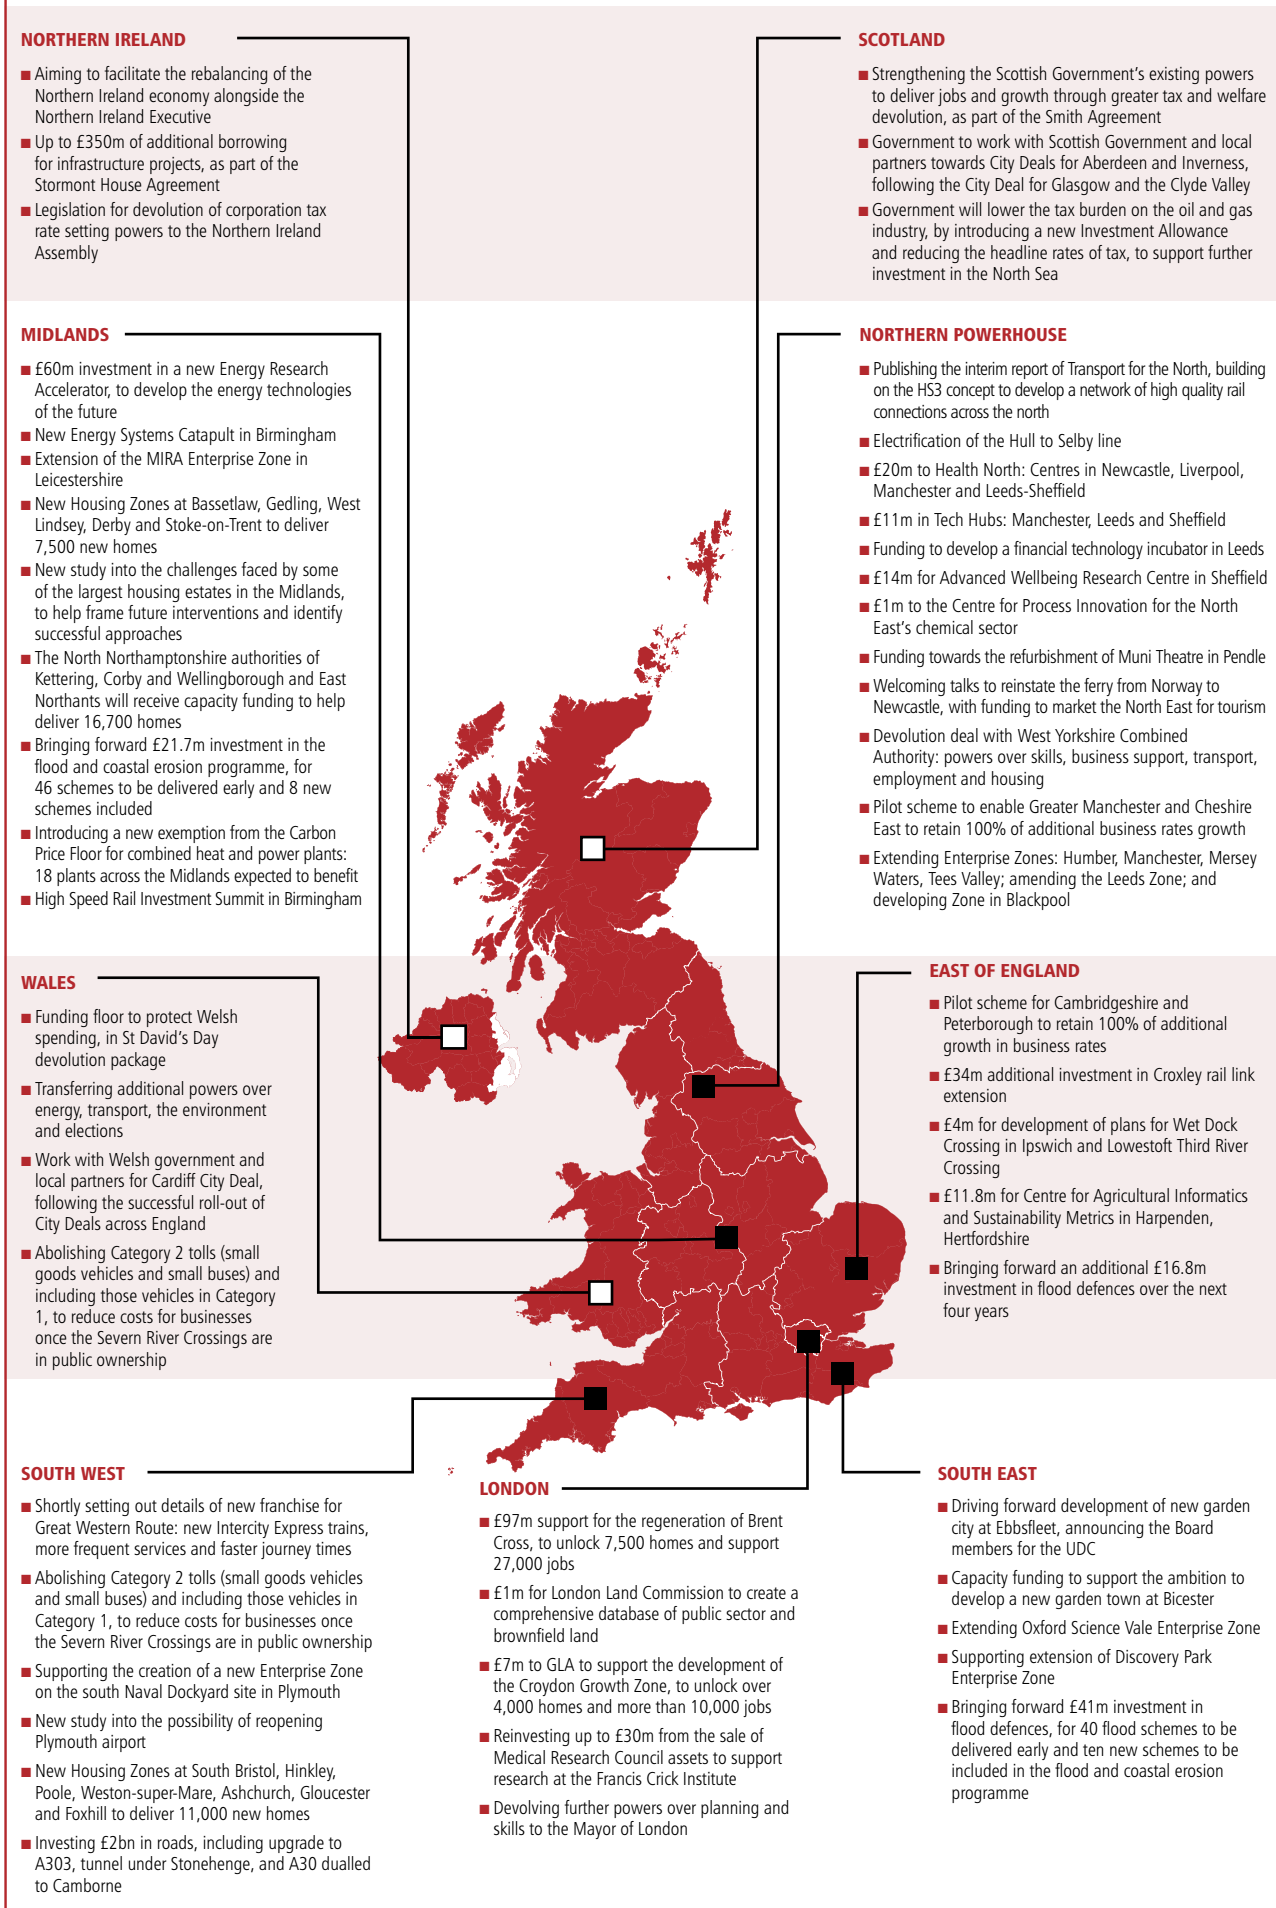 NORTHERN IRELAND
■ Aiming to facilitate the rebalancing of the
Northern Ireland economy alongside the
Northern Ireland Executive
■ Up to £350m of additional borrowing
for infrastructure projects, as part of the
Stormont House Agreement
■ Legislation for devolution of corporation tax
rate setting powers to the Northern Ireland
Assembly
SCOTLAND
■ Strengthening the Scottish Government's existing powers
to deliver jobs and growth through greater tax and welfare
devolution, as part of the Smith Agreement
■ Government to work with Scottish Government and local
partners towards City Deals for Aberdeen and Inverness,
following the City Deal for Glasgow and the Clyde Valley
■ Government will lower the tax burden on the oil and gas
industry, by introducing a new Investment Allowance
and reducing the headline rates of tax, to support further
investment in the North Sea
MIDLANDS
■ £60m investment in a new Energy Research
Accelerator, to develop the energy technologies
of the future
■ New Energy Systems Catapult in Birmingham
■ Extension of the MIRA Enterprise Zone in
Leicestershire
■ New Housing Zones at Bassetlaw, Gedling, West
Lindsey, Derby and Stoke-on-Trent to deliver
7,500 new homes
■ New study into the challenges faced by some
of the largest housing estates in the Midlands,
to help frame future interventions and identify
successful approaches
■ The North Northamptonshire authorities of
Kettering, Corby and Wellingborough and East
Northants will receive capacity funding to help
deliver 16,700 homes
■ Bringing forward £21.7m investment in the
flood and coastal erosion programme, for
46 schemes to be delivered early and 8 new
schemes included
■ Introducing a new exemption from the Carbon
Price Floor for combined heat and power plants:
18 plants across the Midlands expected to benefit
■ High Speed Rail Investment Summit in Birmingham
NORTHERN POWERHOUSE
■ Publishing the interim report of Transport for the North, building
on the HS3 concept to develop a network of high quality rail
connections across the north
■ Electrification of the Hull to Selby line
■ £20m to Health North: Centres in Newcastle, Liverpool,
Manchester and Leeds-Sheffield
■ £11m in Tech Hubs: Manchester, Leeds and Sheffield
■ Funding to develop a financial technology incubator in Leeds
■ £14m for Advanced Wellbeing Research Centre in Sheffield
■ £1m to the Centre for Process Innovation for the North
East's chemical sector
■ Funding towards the refurbishment of Muni Theatre in Pendle
■ Welcoming talks to reinstate the ferry from Norway to
Newcastle, with funding to market the North East for tourism
■ Devolution deal with West Yorkshire Combined
Authority: powers over skills, business support, transport,
employment and housing
■ Pilot scheme to enable Greater Manchester and Cheshire
East to retain 100% of additional business rates growth
■ Extending Enterprise Zones: Humber, Manchester, Mersey
Waters, Tees Valley; amending the Leeds Zone; and
developing Zone in Blackpool
WALES
■ Funding floor to protect Welsh
spending, in St David's Day
devolution package
■ Transferring additional powers over
energy, transport, the environment
and elections
■ Work with Welsh government and
local partners for Cardiff City Deal,
following the successful roll-out of
City Deals across England
■ Abolishing Category 2 tolls (small
goods vehicles and small buses) and
including those vehicles in Category
1, to reduce costs for businesses
once the Severn River Crossings are
in public ownership
EAST OF ENGLAND
■ Pilot scheme for Cambridgeshire and
Peterborough to retain 100% of additional
growth in business rates
■ £34m additional investment in Croxley rail link
extension
■ £4m for development of plans for Wet Dock
Crossing in Ipswich and Lowestoft Third River
Crossing
■ £11.8m for Centre for Agricultural Informatics
and Sustainability Metrics in Harpenden,
Hertfordshire
■ Bringing forward an additional £16.8m
investment in flood defences over the next
four years
SOUTH WEST
■ Shortly setting out details of new franchise for
Great Western Route: new Intercity Express trains,
more frequent services and faster journey times
■ Abolishing Category 2 tolls (small goods vehicles
and small buses) and including those vehicles in
Category 1, to reduce costs for businesses once
the Severn River Crossings are in public ownership
■ Supporting the creation of a new Enterprise Zone
on the south Naval Dockyard site in Plymouth
■ New study into the possibility of reopening
Plymouth airport
■ New Housing Zones at South Bristol, Hinkley,
Poole, Weston-super-Mare, Ashchurch, Gloucester
and Foxhill to deliver 11,000 new homes
■ Investing £2bn in roads, including upgrade to
A303, tunnel under Stonehenge, and A30 dualled
to Camborne
LONDON
■ £97m support for the regeneration of Brent
Cross, to unlock 7,500 homes and support
27,000 jobs
■ £1m for London Land Commission to create a
comprehensive database of public sector and
brownfield land
■ £7m to GLA to support the development of
the Croydon Growth Zone, to unlock over
4,000 homes and more than 10,000 jobs
■ Reinvesting up to £30m from the sale of
Medical Research Council assets to support
research at the Francis Crick Institute
■ Devolving further powers over planning and
skills to the Mayor of London
SOUTH EAST
■ Driving forward development of new garden
city at Ebbsfleet, announcing the Board
members for the UDC
■ Capacity funding to support the ambition to
develop a new garden town at Bicester
■ Extending Oxford Science Vale Enterprise Zone
■ Supporting extension of Discovery Park
Enterprise Zone
■ Bringing forward £41m investment in
flood defences, for 40 flood schemes to be
delivered early and ten new schemes to be
included in the flood and coastal erosion
programme